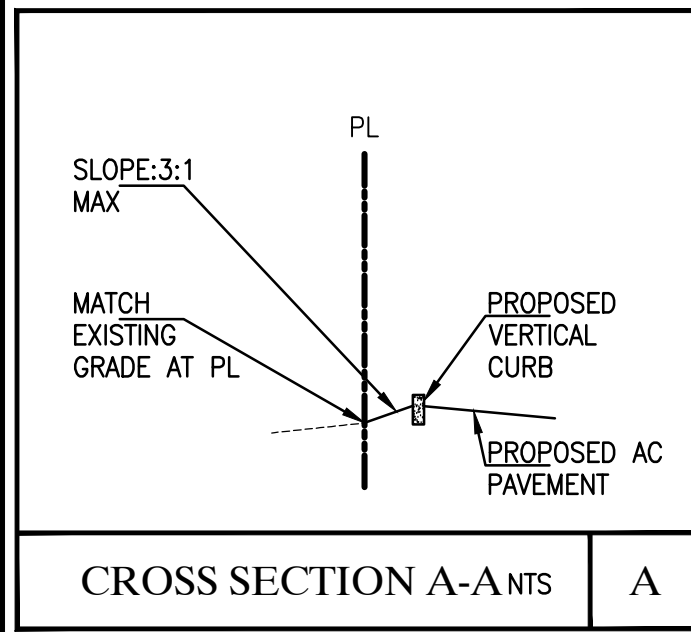 PL
SLOPE:3:1
MAX
MATCH
EXISTING
GRADE AT PL
PROPOSED
VERTICAL
CURB
PROPOSED AC
PAVEMENT
CROSS SECTION A-A NTS
A